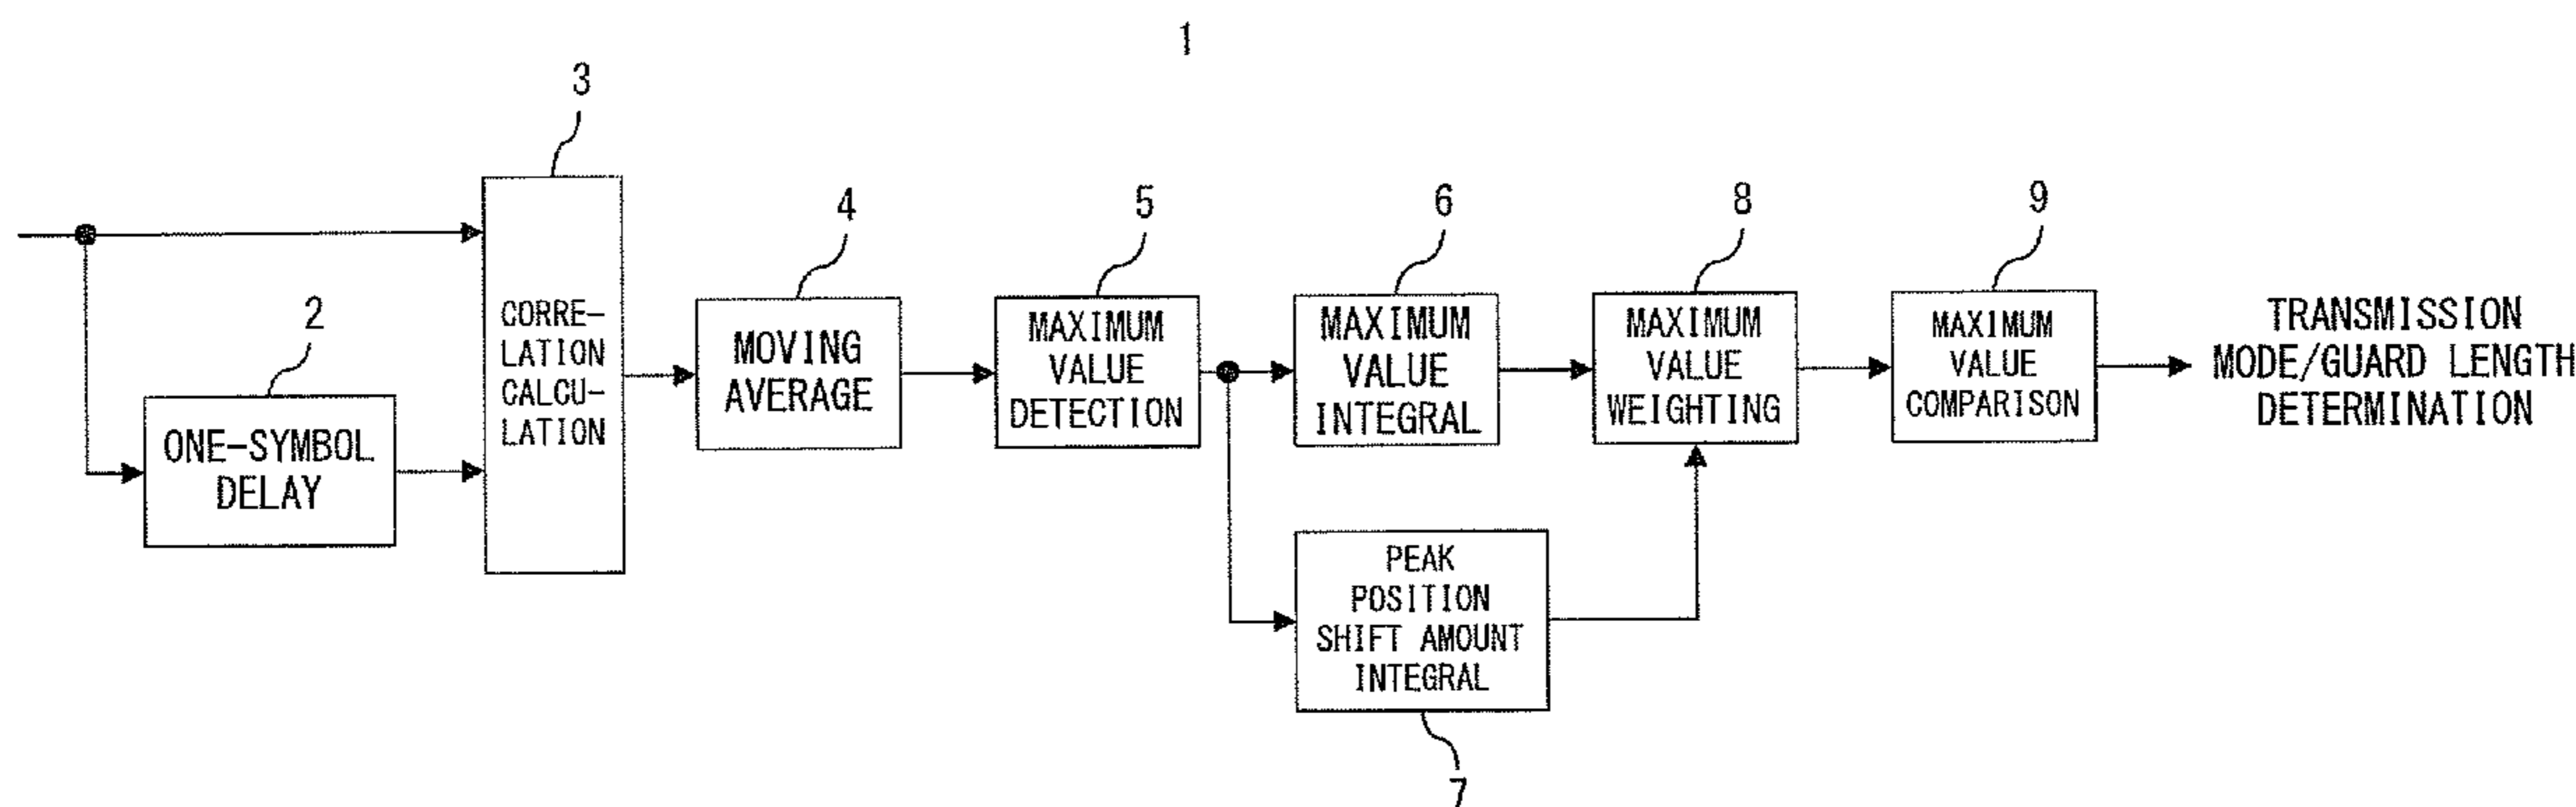 1
3
2
4
5
6
8
9
CORRE-
LATION
CALCU-
LATION
ONE-SYMBOL
DELAY
MOVING
AVERAGE
MAXIMUM
VALUE
DETECTION
MAXIMUM
VALUE
INTEGRAL
MAXIMUM
VALUE
WEIGHTING
MAXIMUM
VALUE
COMPARISON
TRANSMISSION
MODE/GUARD LENGTH
DETERMINATION
PEAK
POSITION
SHIFT AMOUNT
INTEGRAL
7